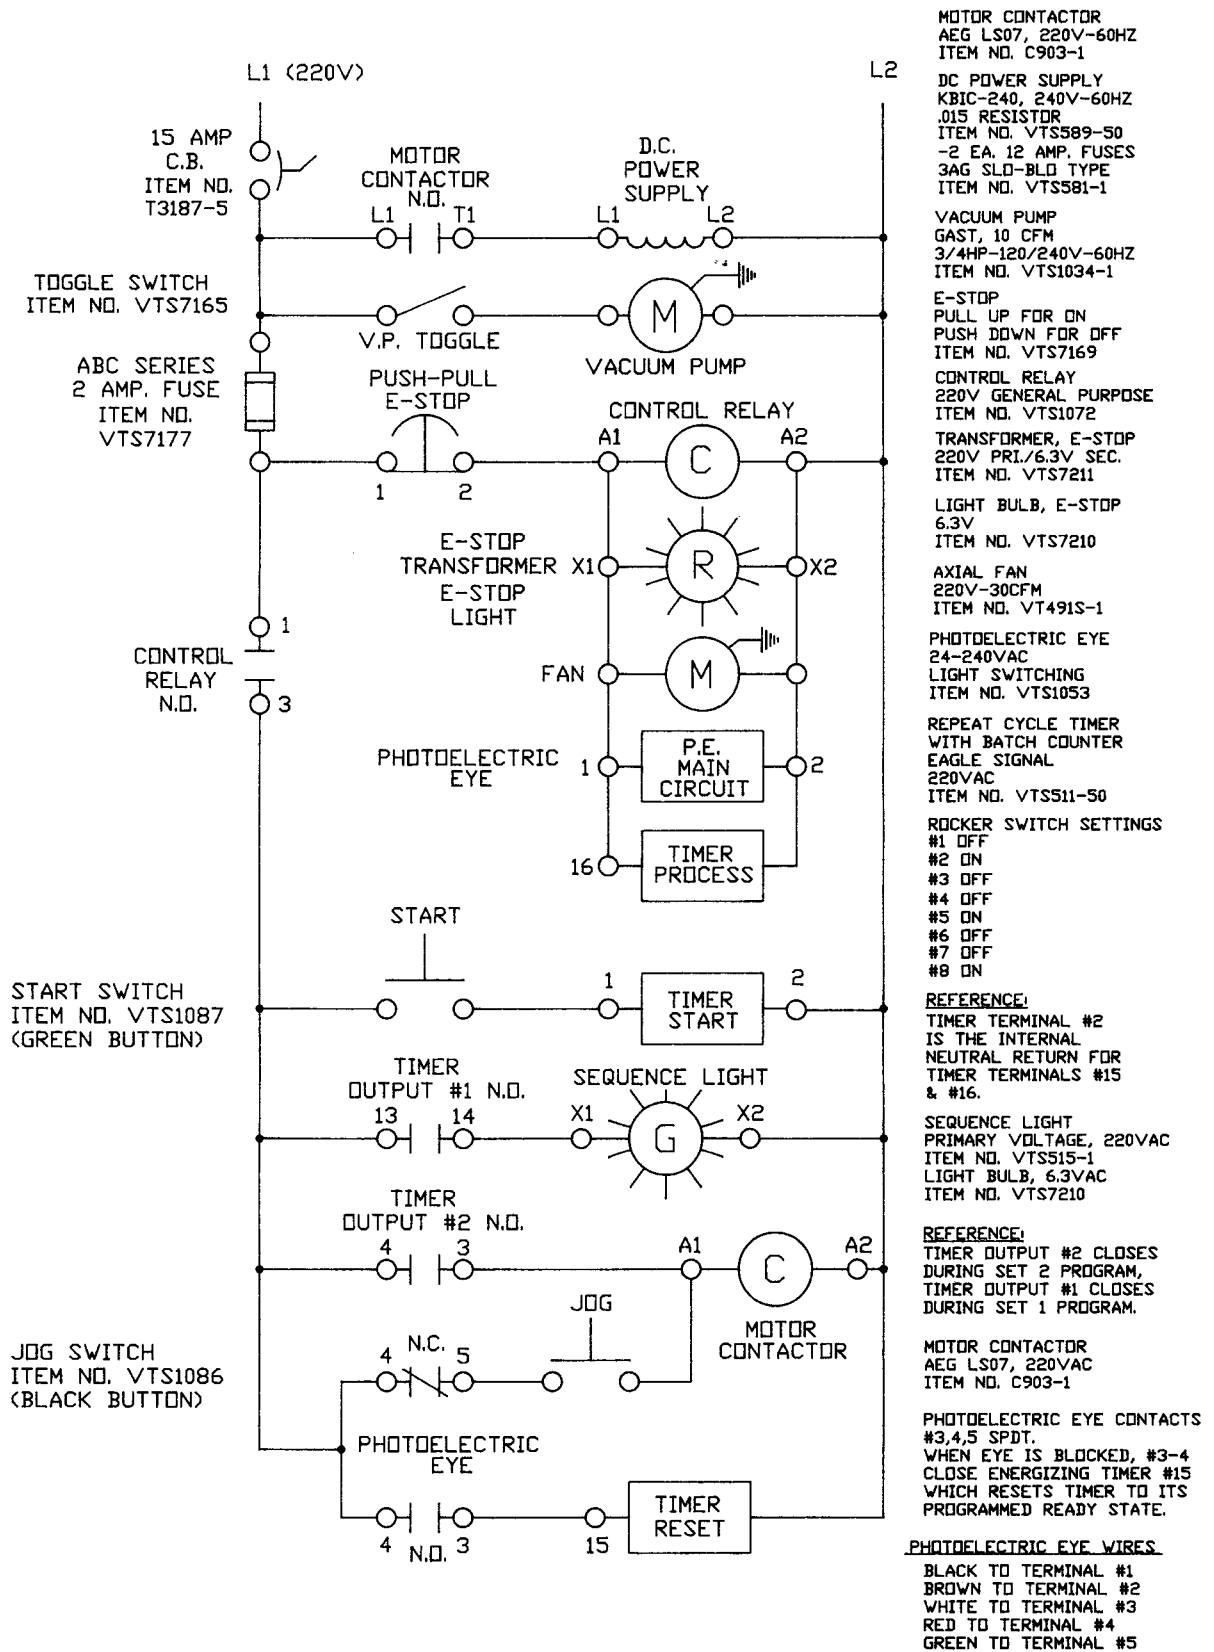 L1 (220V)
L2
15 AMP
C.B.
ITEM NO.
T3187-5
MOTOR
CONTACTOR
N.O.
L1
T1
D.C.
POWER
SUPPLY
L1
L2
TOGGLE SWITCH
ITEM NO. VTS7165
V.P. TOGGLE
M
VACUUM PUMP
ABC SERIES
2 AMP. FUSE
ITEM NO.
VTS7177
PUSH-PULL
E-STOP
1
2
CONTROL RELAY
A1
C
A2
E-STOP
TRANSFORMER
E-STOP
LIGHT
X1
R
X2
1
CONTROL
RELAY
N.O.
3
FAN
M
PHOTOELECTRIC
EYE
1
P.E.
MAIN
CIRCUIT
2
16
TIMER
PROCESS
START
START SWITCH
ITEM NO. VTS1087
(GREEN BUTTON)
1
TIMER
START
2
TIMER
OUTPUT #1 N.O.
13
14
SEQUENCE LIGHT
X1
G
X2
TIMER
OUTPUT #2 N.O.
4
3
A1
C
A2
MOTOR
CONTACTOR
JOG
JOG SWITCH
ITEM NO. VTS1086
(BLACK BUTTON)
4
N.C.
5
PHOTOELECTRIC
EYE
4
N.O.
3
15
TIMER
RESET
MOTOR CONTACTOR
AEG LS07, 220V-60HZ
ITEM NO. C903-1
DC POWER SUPPLY
KBIC-240, 240V-60HZ
.015 RESISTOR
ITEM NO. VTS589-50
-2 EA. 12 AMP. FUSES
3AG SLO-BLO TYPE
ITEM NO. VTS581-1
VACUUM PUMP
GAST, 10 CFM
3/4HP-120/240V-60HZ
ITEM NO. VTS1034-1
E-STOP
PULL UP FOR ON
PUSH DOWN FOR OFF
ITEM NO. VTS7169
CONTROL RELAY
220V GENERAL PURPOSE
ITEM NO. VTS1072
TRANSFORMER, E-STOP
220V PRI./6.3V SEC.
ITEM NO. VTS7211
LIGHT BULB, E-STOP
6.3V
ITEM NO. VTS7210
AXIAL FAN
220V-30CFM
ITEM NO. VT491S-1
PHOTOELECTRIC EYE
24-240VAC
LIGHT SWITCHING
ITEM NO. VTS1053
REPEAT CYCLE TIMER
WITH BATCH COUNTER
EAGLE SIGNAL
220VAC
ITEM NO. VTS511-50
ROCKER SWITCH SETTINGS
#1 OFF
#2 ON
#3 OFF
#4 OFF
#5 ON
#6 OFF
#7 OFF
#8 ON
REFERENCE:
TIMER TERMINAL #2
IS THE INTERNAL
NEUTRAL RETURN FOR
TIMER TERMINALS #15
& #16.
SEQUENCE LIGHT
PRIMARY VOLTAGE, 220VAC
ITEM NO. VTS515-1
LIGHT BULB, 6.3VAC
ITEM NO. VTS7210
REFERENCE:
TIMER OUTPUT #2 CLOSES
DURING SET 2 PROGRAM,
TIMER OUTPUT #1 CLOSES
DURING SET 1 PROGRAM.
MOTOR CONTACTOR
AEG LS07, 220VAC
ITEM NO. C903-1
PHOTOELECTRIC EYE CONTACTS
#3,4,5 SPDT.
WHEN EYE IS BLOCKED, #3-4
CLOSE ENERGIZING TIMER #15
WHICH RESETS TIMER TO ITS
PROGRAMMED READY STATE.
PHOTOELECTRIC EYE WIRES
BLACK TO TERMINAL #1
BROWN TO TERMINAL #2
WHITE TO TERMINAL #3
RED TO TERMINAL #4
GREEN TO TERMINAL #5